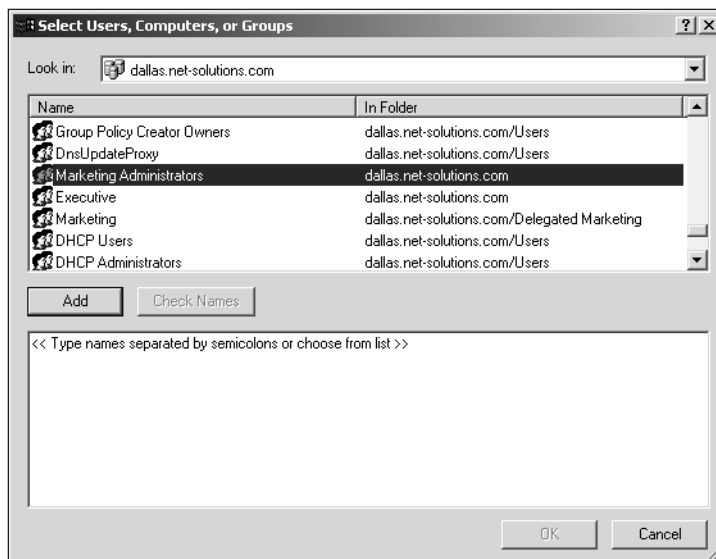 Select Users, Computers, or Groups
Look in: dallas.net-solutions.com
Name In Folder
Group Policy Creator Owners dallas.net-solutions.com/Users
DnsUpdateProxy dallas.net-solutions.com/Users
Marketing Administrators dallas.net-solutions.com
Executive dallas.net-solutions.com
Marketing dallas.net-solutions.com/Delegated Marketing
DHCP Users dallas.net-solutions.com/Users
DHCP Administrators dallas.net-solutions.com/Users
Add Check Names
<< Type names separated by semicolons or choose from list >>
OK Cancel